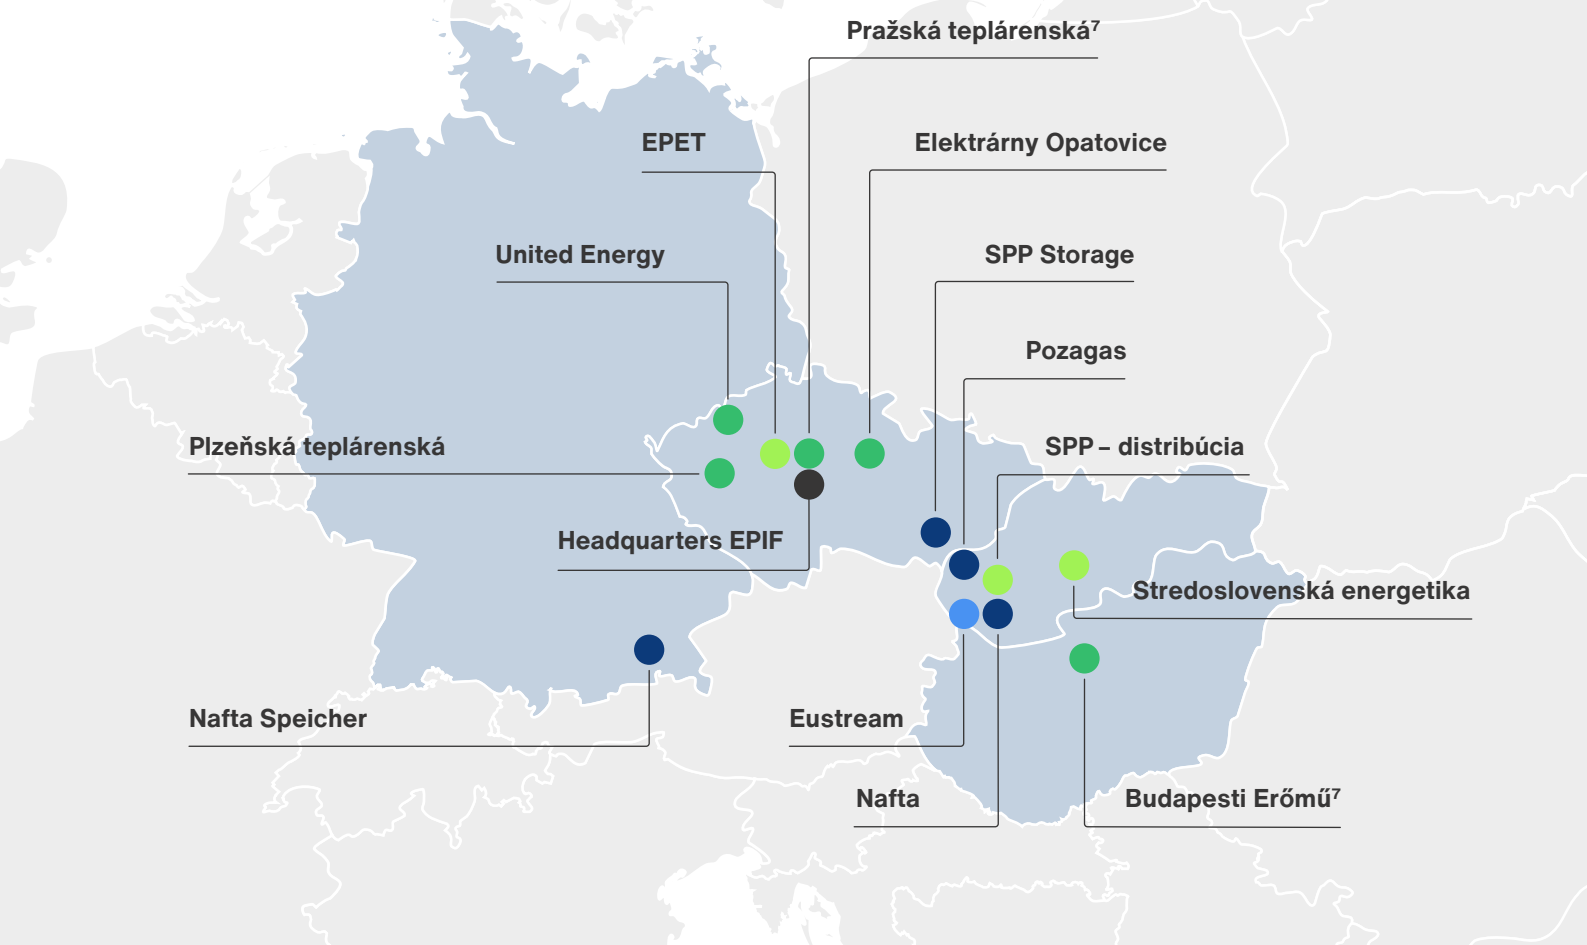 Pražská teplárenská⁷
EPET
Elektrárny Opatovice
United Energy
SPP Storage
Pozagas
Plzeňská teplárenská
SPP – distribúcia
Headquarters EPIF
Stredoslovenská energetika
Nafta Speicher
Eustream
Nafta
Budapesti Erőmű⁷